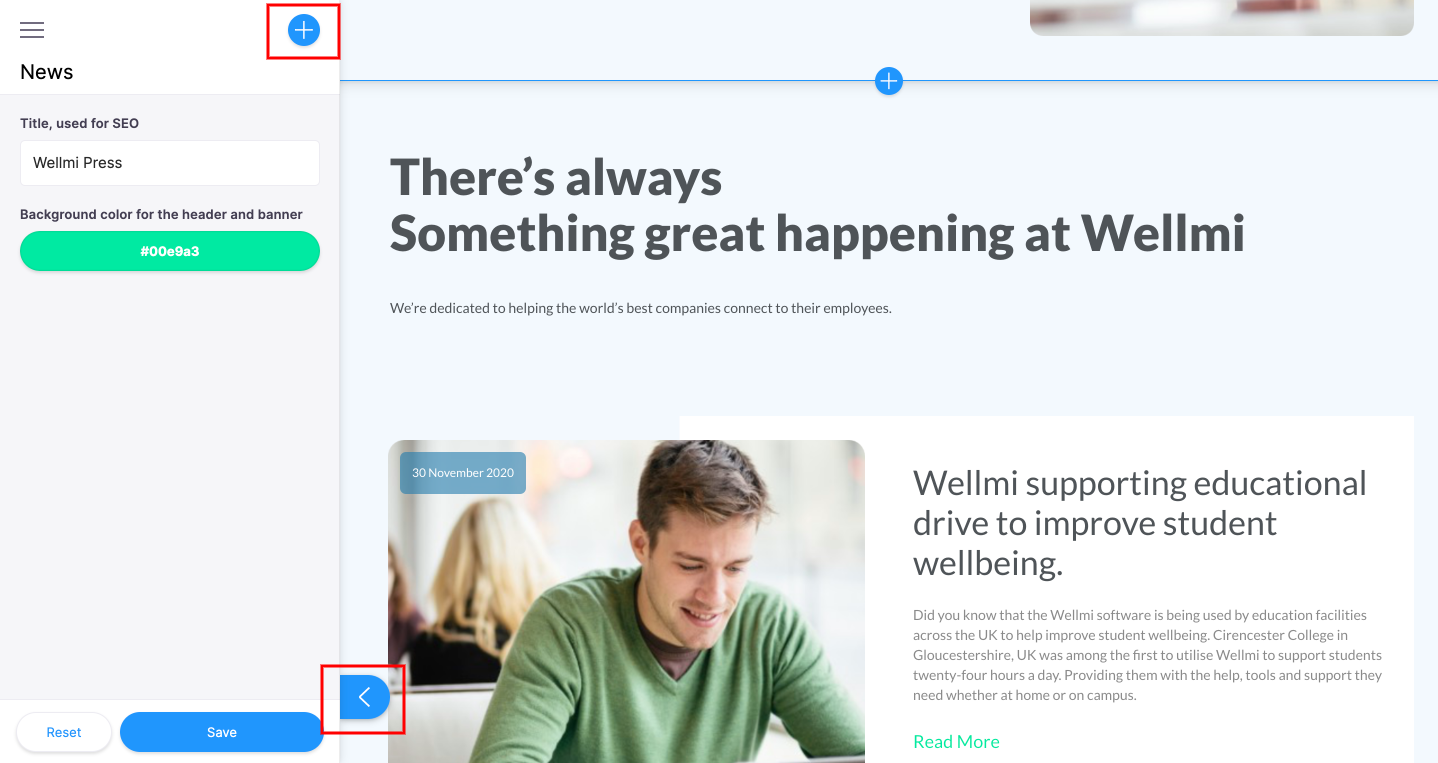 News
Title, used for SEO
Wellmi Press
Background color for the header and banner
#00e9a3
Reset
Save
There’s always
Something great happening at Wellmi
We’re dedicated to helping the world’s best companies connect to their employees.
30 November 2020
Wellmi supporting educational
drive to improve student
wellbeing.
Did you know that the Wellmi software is being used by education facilities
across the UK to help improve student wellbeing. Cirencester College in
Gloucestershire, UK was among the first to utilise Wellmi to support students
twenty-four hours a day. Providing them with the help, tools and support they
need whether at home or on campus.
Read More